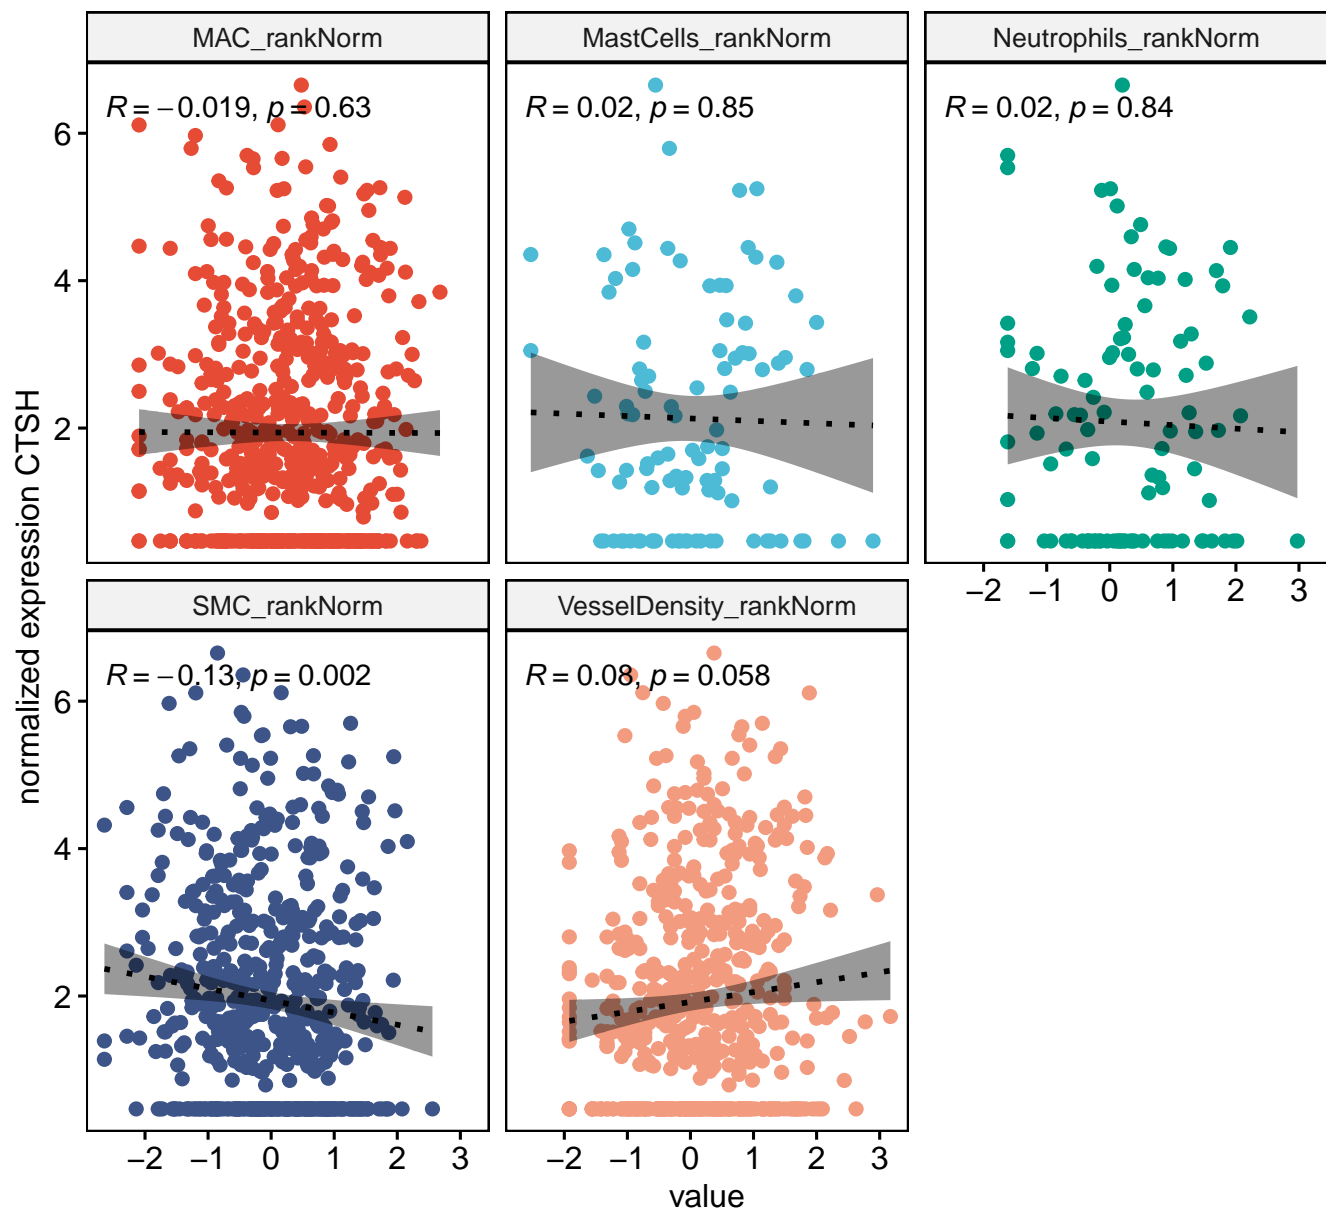 MAC_rankNorm
MastCells_rankNorm
Neutrophils_rankNorm
R = −0.019, p = 0.63
R = 0.02, p = 0.85
R = 0.02, p = 0.84
6
4
2
−2 −1 0 1 2 3
SMC_rankNorm
VesselDensity_rankNorm
R = −0.13, p = 0.002
R = 0.08, p = 0.058
6
4
2
−2 −1 0 1 2 3
−2 −1 0 1 2 3
normalized expression CTSH
value